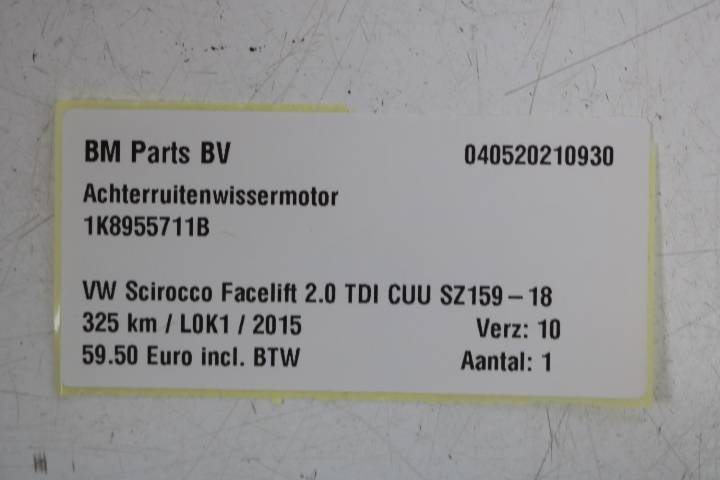 BM Parts BV 040520210930
Achterruitenwissermotor
1K8955711B
VW Scirocco Facelift 2.0 TDI CUU SZ159-18
325 km / L0K1 / 2015 Verz: 10
59.50 Euro incl. BTW Aantal: 1